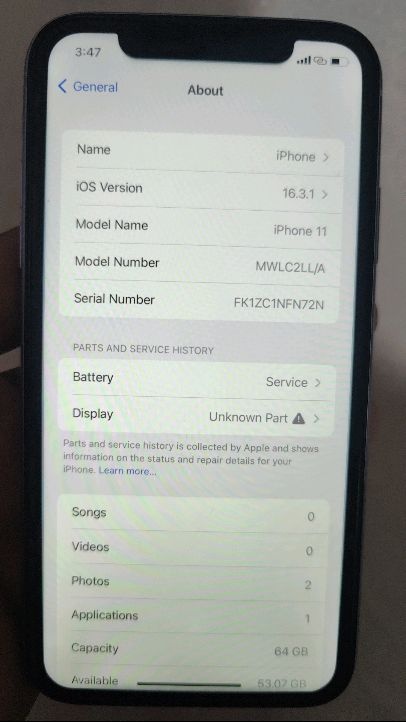 3:47
General
About
Name iPhone
iOS Version 16.3.1
Model Name iPhone 11
Model Number MWLC2LL/A
Serial Number FK1ZC1NFN72N
PARTS AND SERVICE HISTORY
Battery Service
Display Unknown Part
Parts and service history is collected by Apple and shows
information on the status and repair details for your
iPhone. Learn more...
Songs 0
Videos 0
Photos 2
Applications 1
Capacity 64 GB
Available 63.07 GB